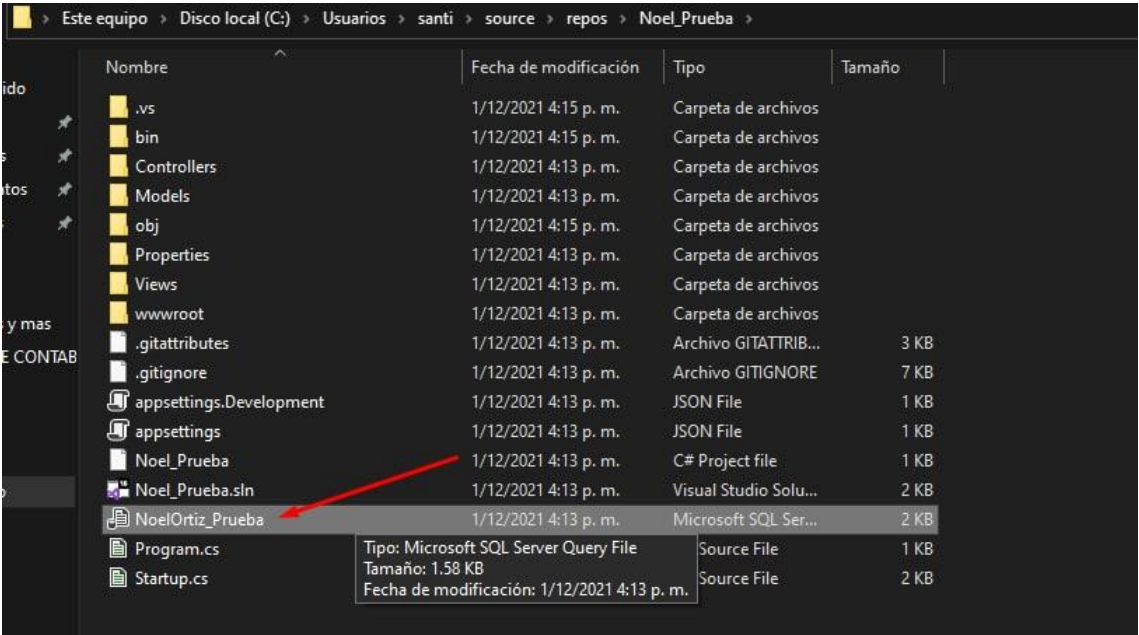 Este equipo > Disco local (C:) > Usuarios > santi > source > repos > Noel_Prueba >
Nombre Fecha de modificación Tipo Tamaño
.vs 1/12/2021 4:15 p. m. Carpeta de archivos
bin 1/12/2021 4:15 p. m. Carpeta de archivos
Controllers 1/12/2021 4:13 p. m. Carpeta de archivos
Models 1/12/2021 4:13 p. m. Carpeta de archivos
obj 1/12/2021 4:15 p. m. Carpeta de archivos
Properties 1/12/2021 4:13 p. m. Carpeta de archivos
Views 1/12/2021 4:13 p. m. Carpeta de archivos
wwwroot 1/12/2021 4:13 p. m. Carpeta de archivos
.gitattributes 1/12/2021 4:13 p. m. Archivo GITATTRIB... 3 KB
.gitignore 1/12/2021 4:13 p. m. Archivo GITIGNORE 7 KB
appsettings.Development 1/12/2021 4:13 p. m. JSON File 1 KB
appsettings 1/12/2021 4:13 p. m. JSON File 1 KB
Noel_Prueba 1/12/2021 4:13 p. m. C# Project file 1 KB
Noel_Prueba.sln 1/12/2021 4:13 p. m. Visual Studio Solu... 2 KB
NoelOrtiz_Prueba 1/12/2021 4:13 p. m. Microsoft SQL Ser... 2 KB
Program.cs Source File 1 KB
Startup.cs Source File 2 KB
Tipo: Microsoft SQL Server Query File
Tamaño: 1.58 KB
Fecha de modificación: 1/12/2021 4:13 p. m.
ido
atos
s y mas
E CONTAB